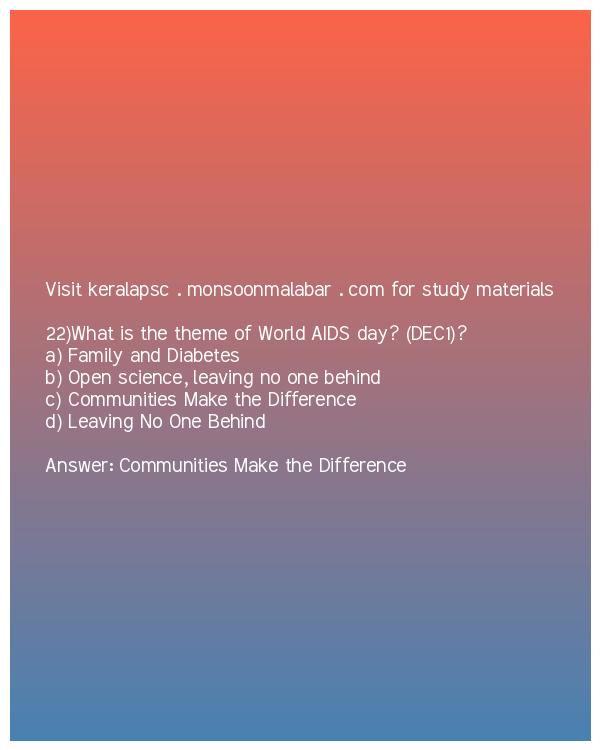 Visit keralapsc . monsoonmalabar . com for study materials
22)What is the theme of World AIDS day? (DEC1)?
a) Family and Diabetes
b) Open science, leaving no one behind
c) Communities Make the Difference
d) Leaving No One Behind
Answer: Communities Make the Difference